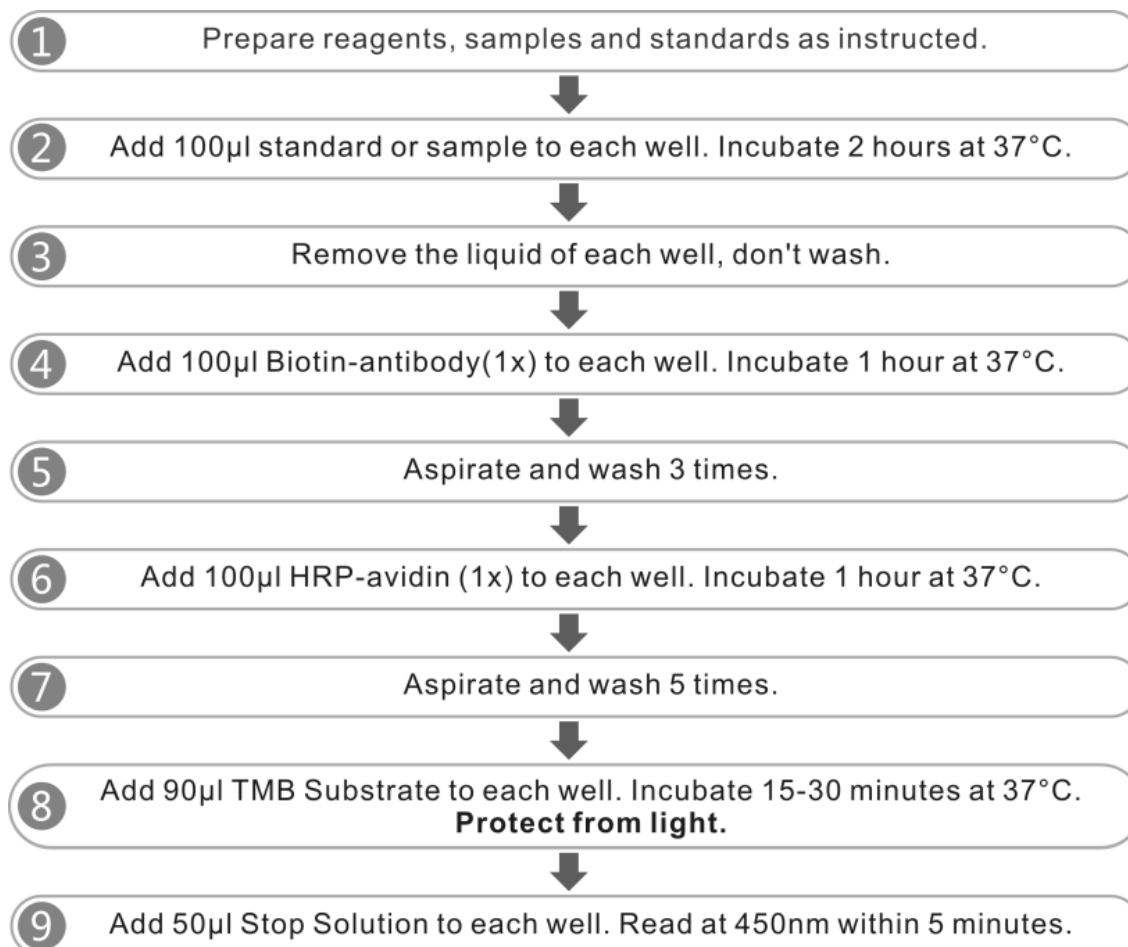 1 Prepare reagents, samples and standards as instructed.
2 Add 100µl standard or sample to each well. Incubate 2 hours at 37°C.
3 Remove the liquid of each well, don't wash.
4 Add 100µl Biotin-antibody(1x) to each well. Incubate 1 hour at 37°C.
5 Aspirate and wash 3 times.
6 Add 100µl HRP-avidin (1x) to each well. Incubate 1 hour at 37°C.
7 Aspirate and wash 5 times.
8 Add 90µl TMB Substrate to each well. Incubate 15-30 minutes at 37°C.
Protect from light.
9 Add 50µl Stop Solution to each well. Read at 450nm within 5 minutes.